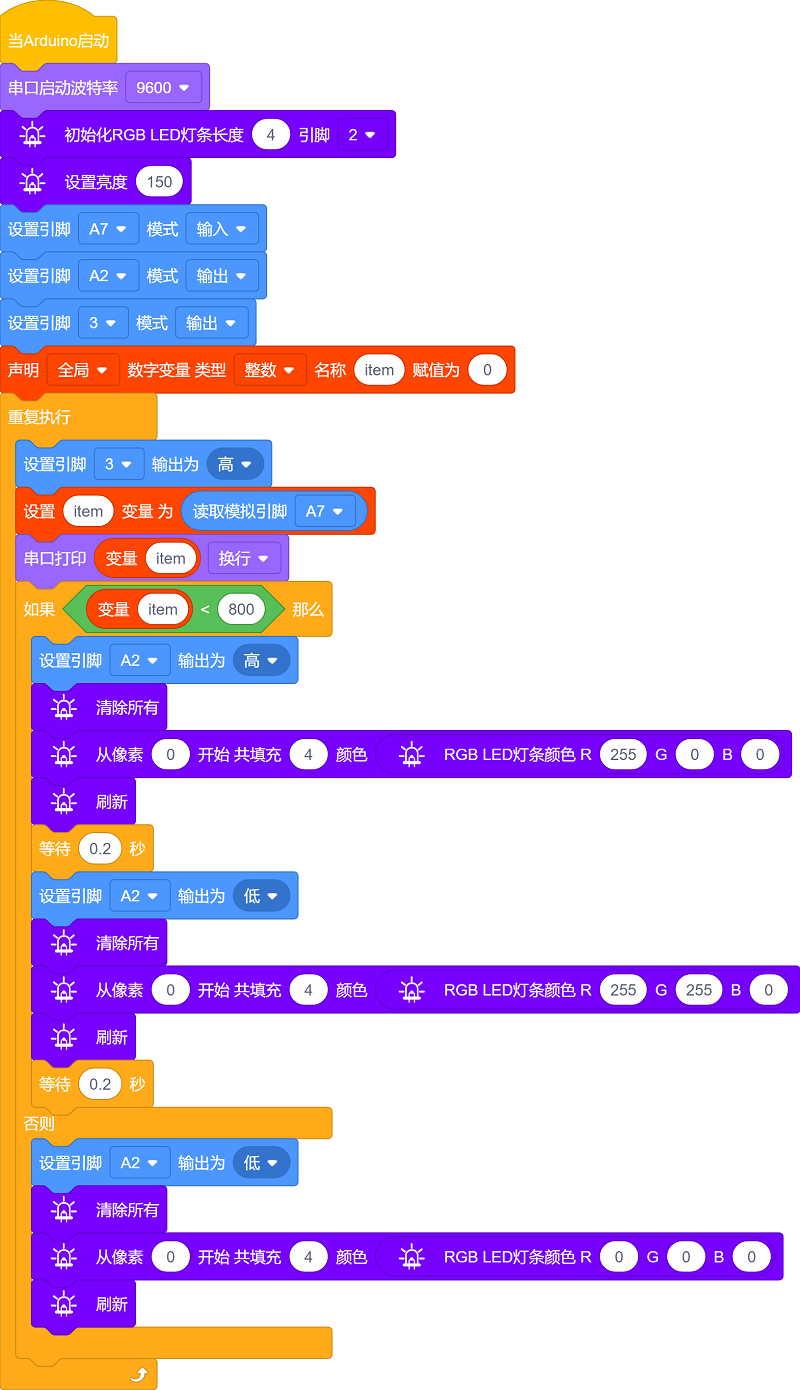 当Arduino启动
串口启动波特率 9600
初始化RGB LED灯条长度 4 引脚 2
设置亮度 150
设置引脚 A7 模式 输入
设置引脚 A2 模式 输出
设置引脚 3 模式 输出
声明 全局 数字变量 类型 整数 名称 item 赋值为 0
重复执行
设置引脚 3 输出为 高
设置 item 变量 为 读取模拟引脚 A7
串口打印 变量 item 换行
如果 变量 item < 800 那么
设置引脚 A2 输出为 高
清除所有
从像素 0 开始 共填充 4 颜色 RGB LED灯条颜色 R 255 G 0 B 0
刷新
等待 0.2 秒
设置引脚 A2 输出为 低
清除所有
从像素 0 开始 共填充 4 颜色 RGB LED灯条颜色 R 255 G 255 B 0
刷新
等待 0.2 秒
否则
设置引脚 A2 输出为 低
清除所有
从像素 0 开始 共填充 4 颜色 RGB LED灯条颜色 R 0 G 0 B 0
刷新